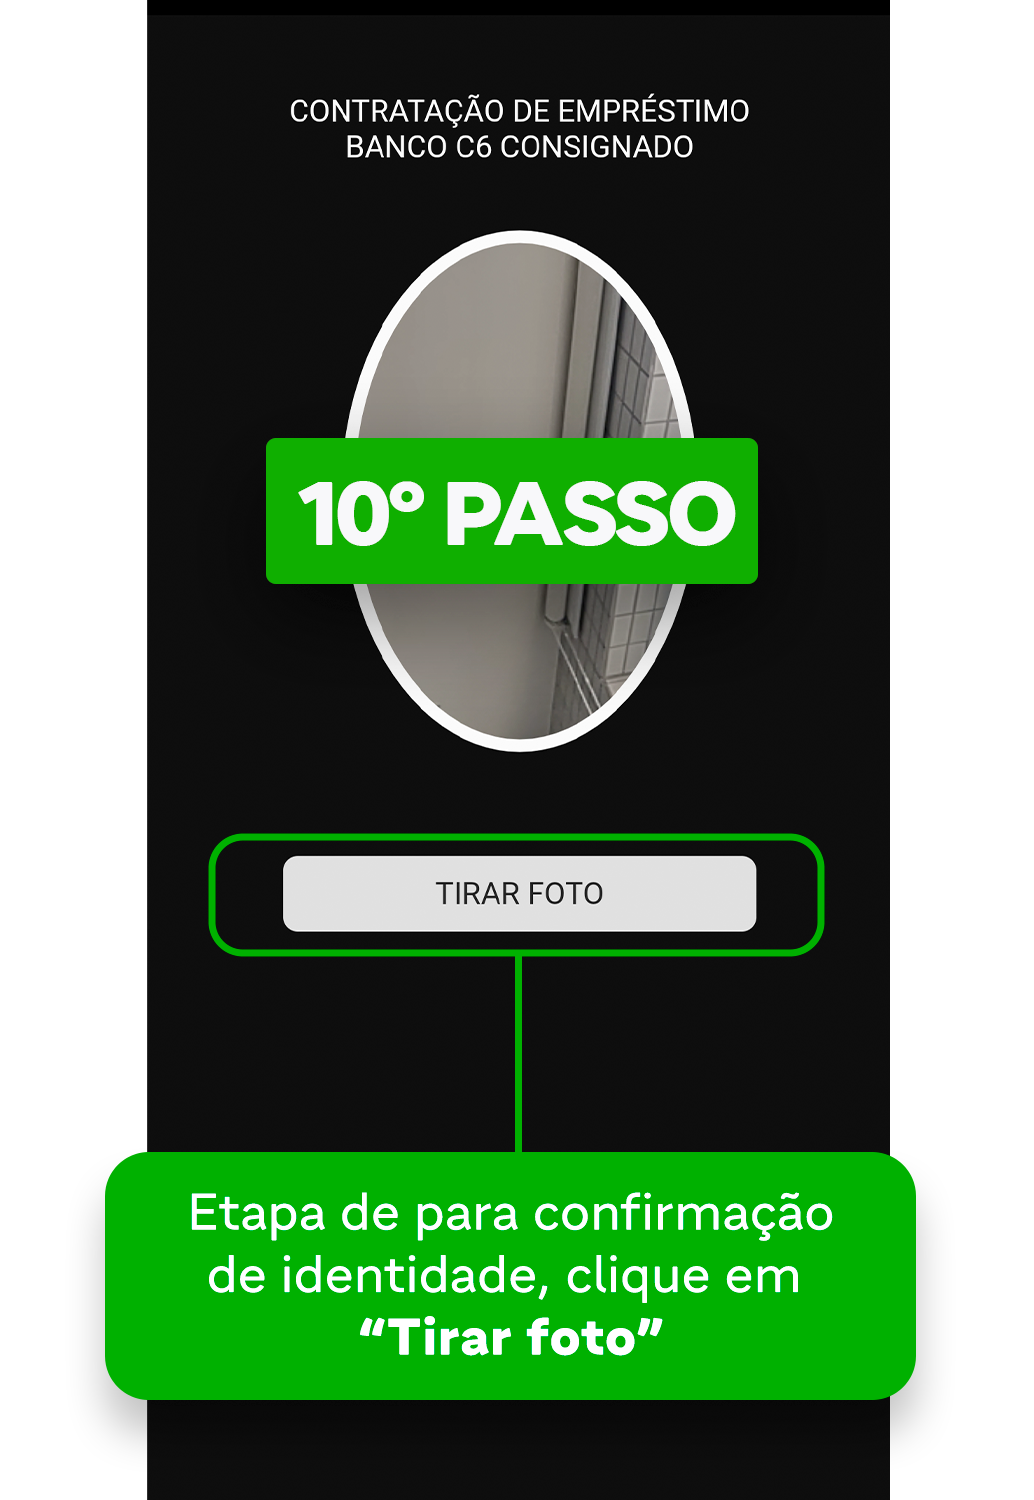 CONTRATAÇÃO DE EMPRÉSTIMO
BANCO C6 CONSIGNADO
10º PASSO
TIRAR FOTO
Etapa de para confirmação
de identidade, clique em
“Tirar foto”